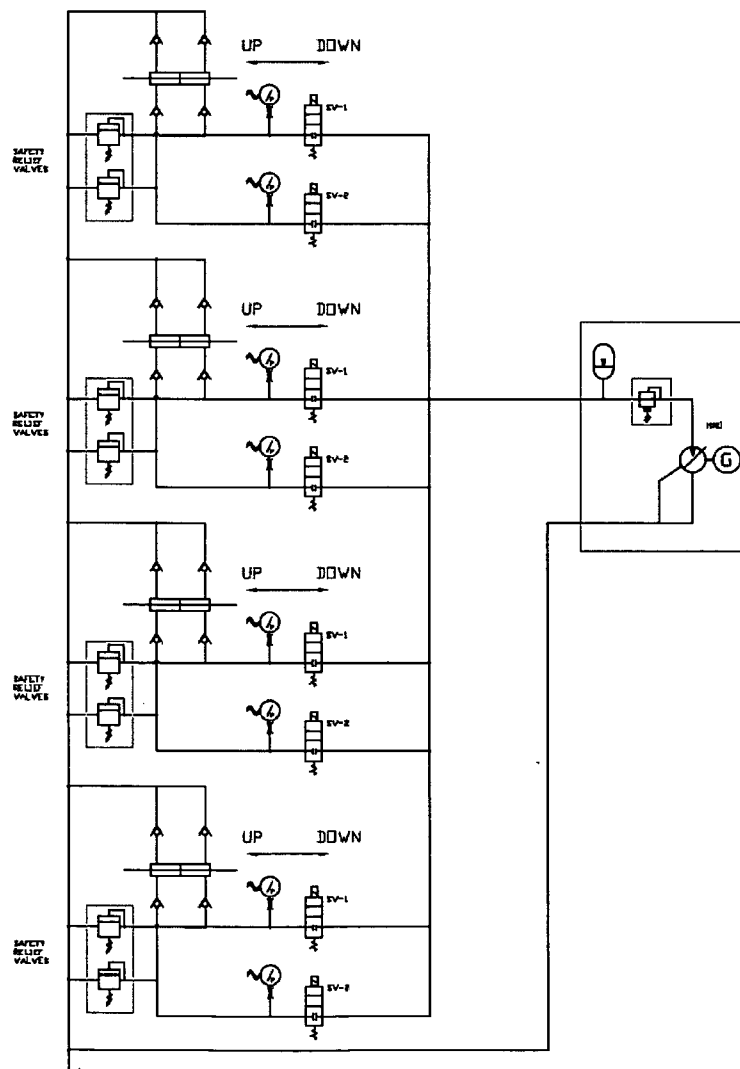 UP DOWN
SV-1
SAFETY
RELIEF
VALVES
SV-2
UP DOWN
SV-1
SAFETY
RELIEF
VALVES
SV-2
G
UP DOWN
SV-1
SAFETY
RELIEF
VALVES
SV-2
UP DOWN
SV-1
SAFETY
RELIEF
VALVES
SV-2